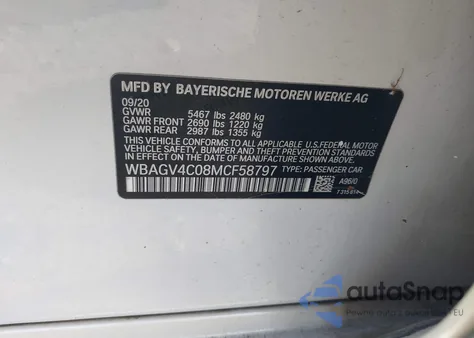 MFD BY BAYERISCHE MOTOREN WERKE AG
09/20
GVWR 5467 lbs 2480 kg
GAWR FRONT 2690 lbs 1220 kg
GAWR REAR 2987 lbs 1355 kg
THIS VEHICLE CONFORMS TO ALL APPLICABLE U.S. FEDERAL MOTOR
VEHICLE SAFETY, BUMPER AND THEFT PREVENTION STANDARDS IN
EFFECT ON THE DATE OF MANUFACTURE SHOWN ABOVE.
WBAGV4C08MCF58797 TYPE: PASSENGER CAR
A96/0
autoSnap